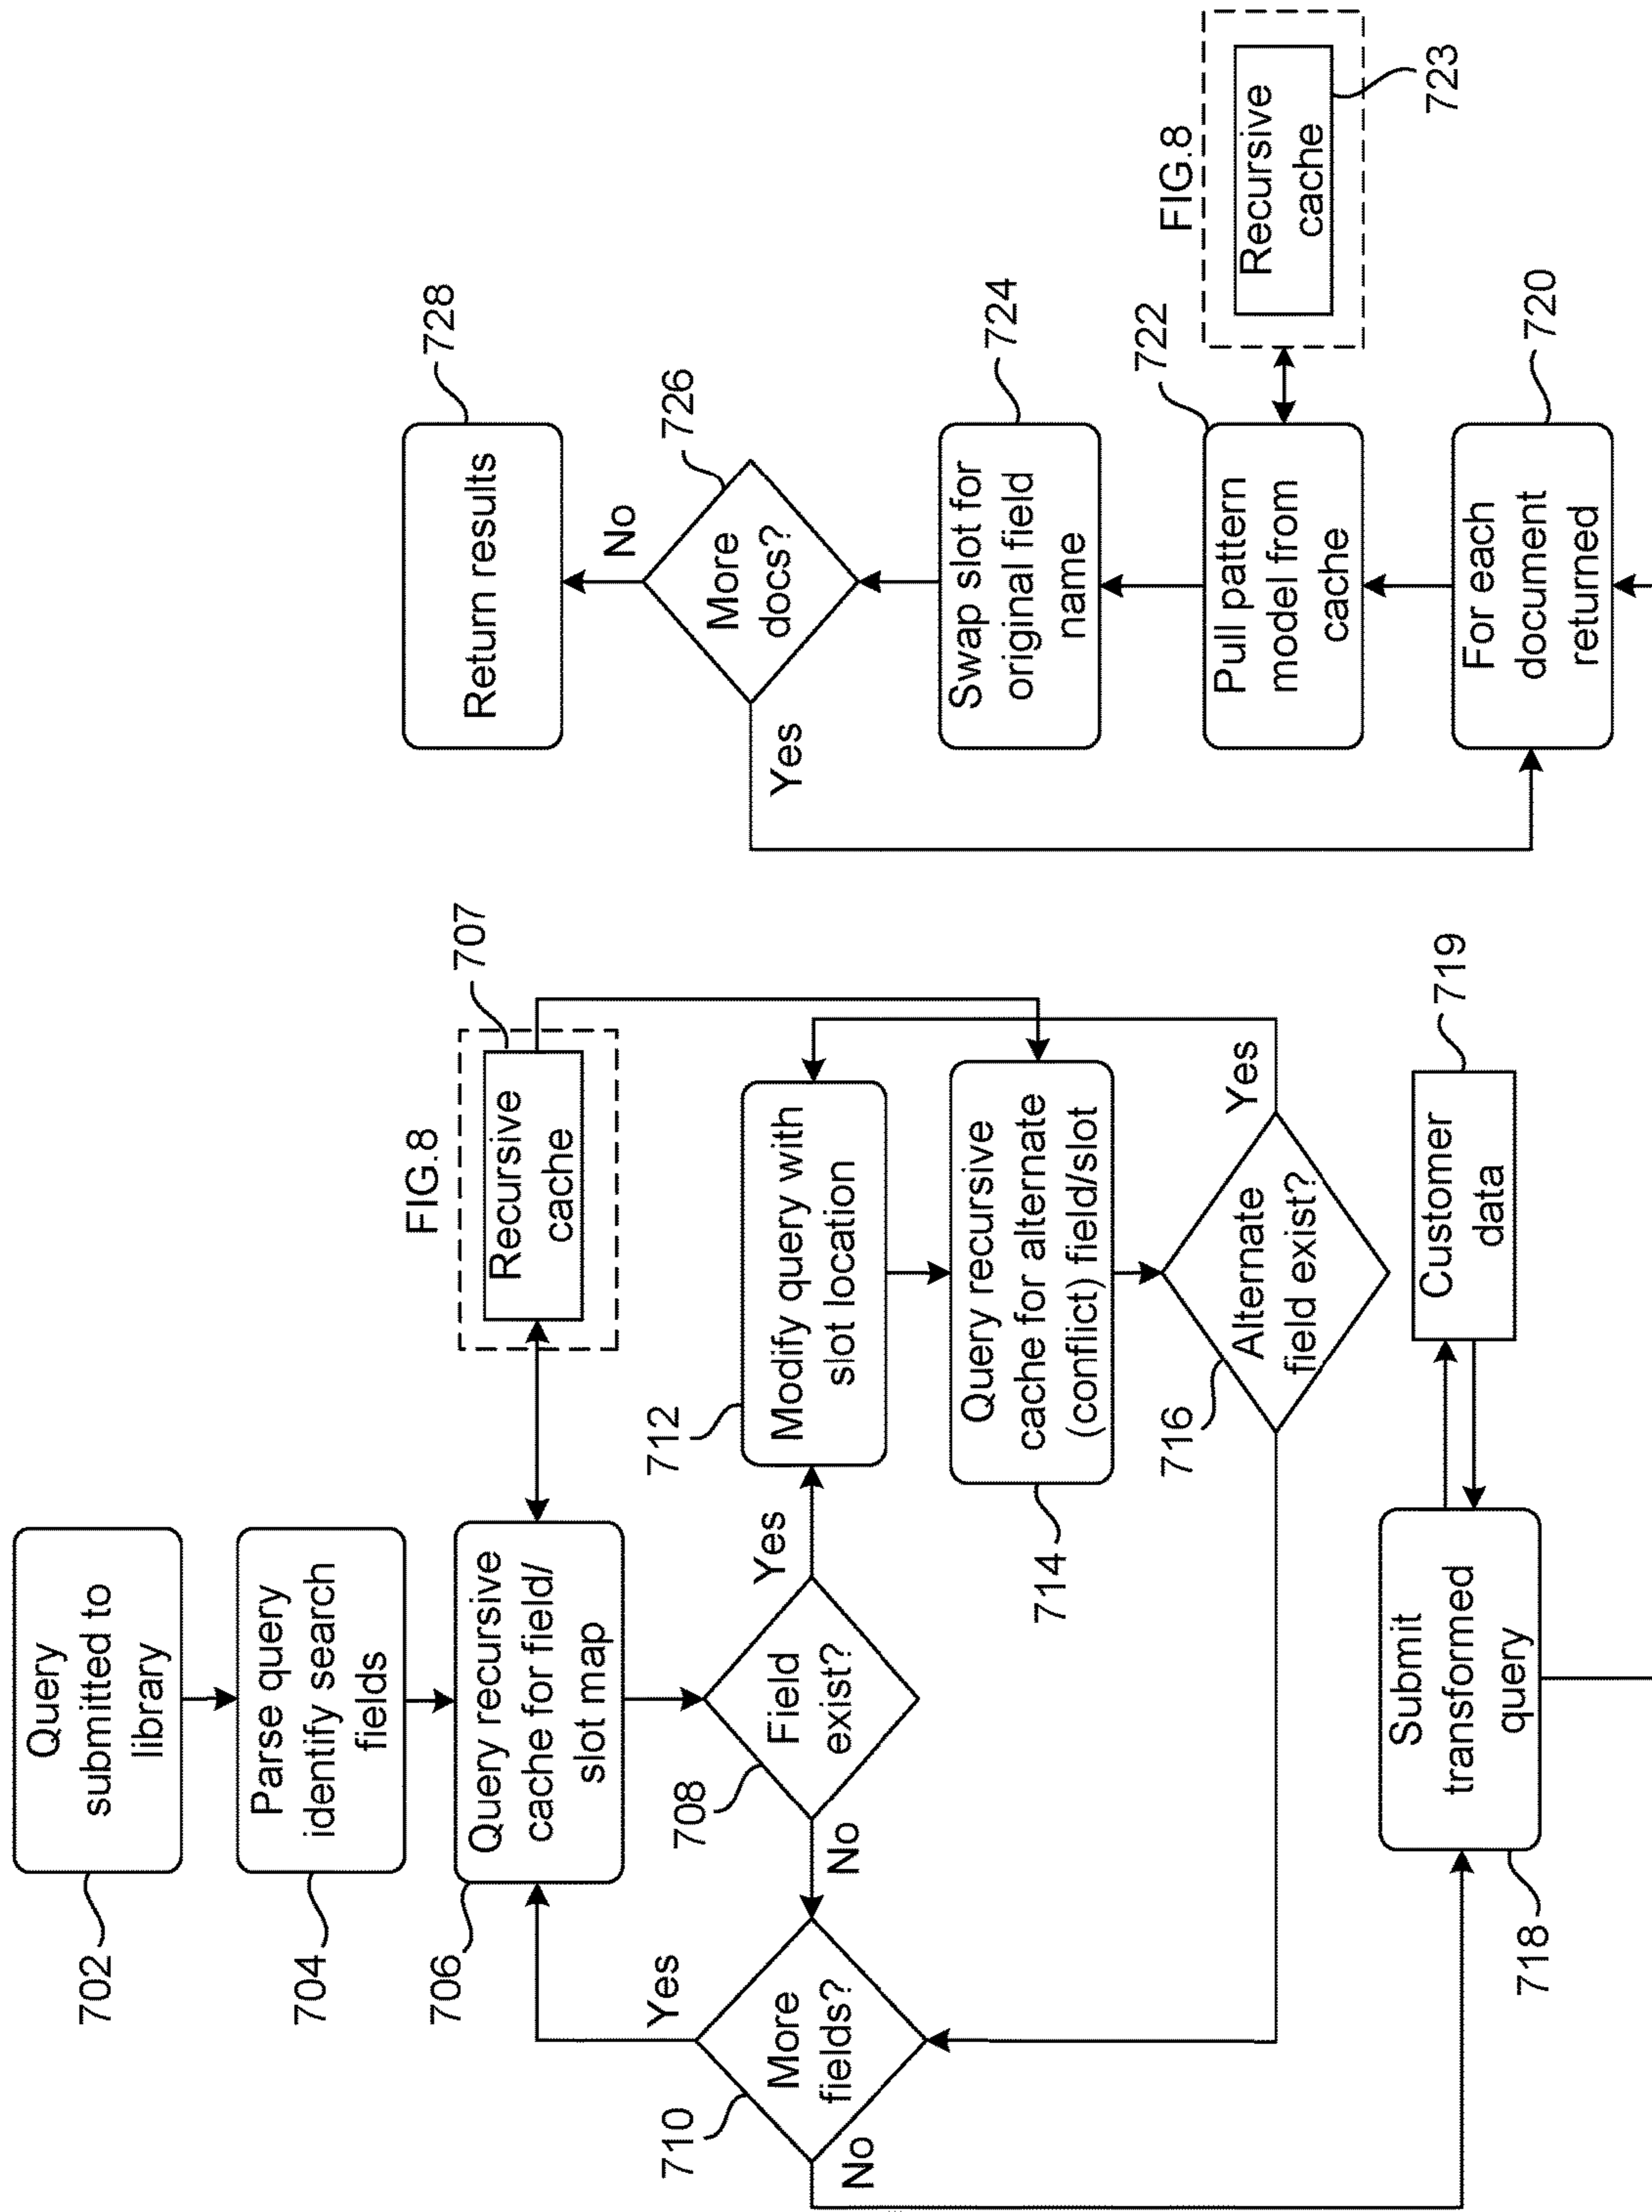 702
Query
submitted to
library
704
Parse query
identify search
fields
706
Query recursive
cache for field/
slot map
FIG.8
707
Recursive
cache
708
Field
exist?
Yes
No
710
More
fields?
Yes
No
712
Modify query with
slot location
714
Query recursive
cache for alternate
(conflict) field/slot
716
Alternate
field exist?
Yes
718
Submit
transformed
query
719
Customer
data
720
For each
document
returned
722
Pull pattern
model from
cache
FIG.8
723
Recursive
cache
724
Swap slot for
original field
name
726
More
docs?
Yes
No
728
Return results